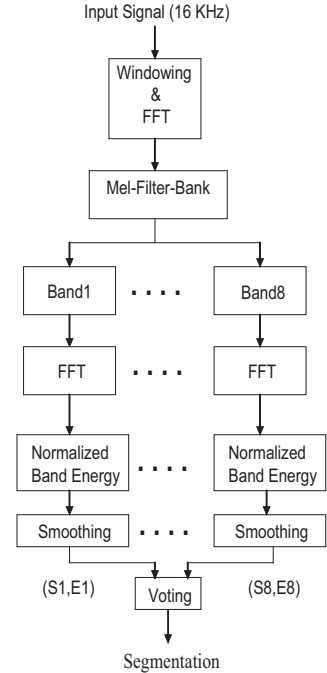 Input Signal (16 KHz)
Windowing
&
FFT
Mel-Filter-Bank
Band1 . . . . Band8
FFT . . . . FFT
Normalized
Band Energy
. . . .
Normalized
Band Energy
Smoothing . . . . Smoothing
(S1,E1) Voting (S8,E8)
Segmentation